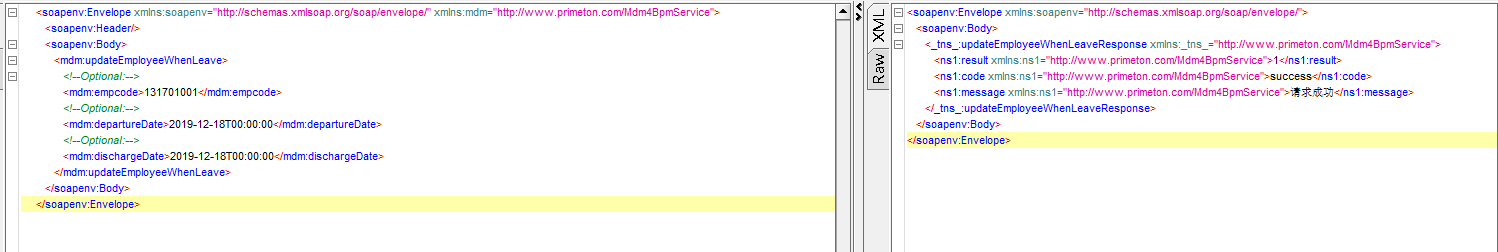 <soapenv:Envelope xmlns:soapenv="http://schemas.xmlsoap.org/soap/envelope/" xmlns:mdm="http://www.primeton.com/Mdm4BpmService">
<soapenv:Header/>
<soapenv:Body>
<mdm:updateEmployeeWhenLeave>
<!--Optional:-->
<mdm:empcode>131701001</mdm:empcode>
<!--Optional:-->
<mdm:departureDate>2019-12-18T00:00:00</mdm:departureDate>
<!--Optional:-->
<mdm:dischargeDate>2019-12-18T00:00:00</mdm:dischargeDate>
</mdm:updateEmployeeWhenLeave>
</soapenv:Body>
</soapenv:Envelope>
XML
Raw
<soapenv:Envelope xmlns:soapenv="http://schemas.xmlsoap.org/soap/envelope/">
<soapenv:Body>
<_tns_:updateEmployeeWhenLeaveResponse xmlns:_tns_="http://www.primeton.com/Mdm4BpmService">
<ns1:result xmlns:ns1="http://www.primeton.com/Mdm4BpmService">1</ns1:result>
<ns1:code xmlns:ns1="http://www.primeton.com/Mdm4BpmService">success</ns1:code>
<ns1:message xmlns:ns1="http://www.primeton.com/Mdm4BpmService">请求成功</ns1:message>
</_tns_:updateEmployeeWhenLeaveResponse>
</soapenv:Body>
</soapenv:Envelope>